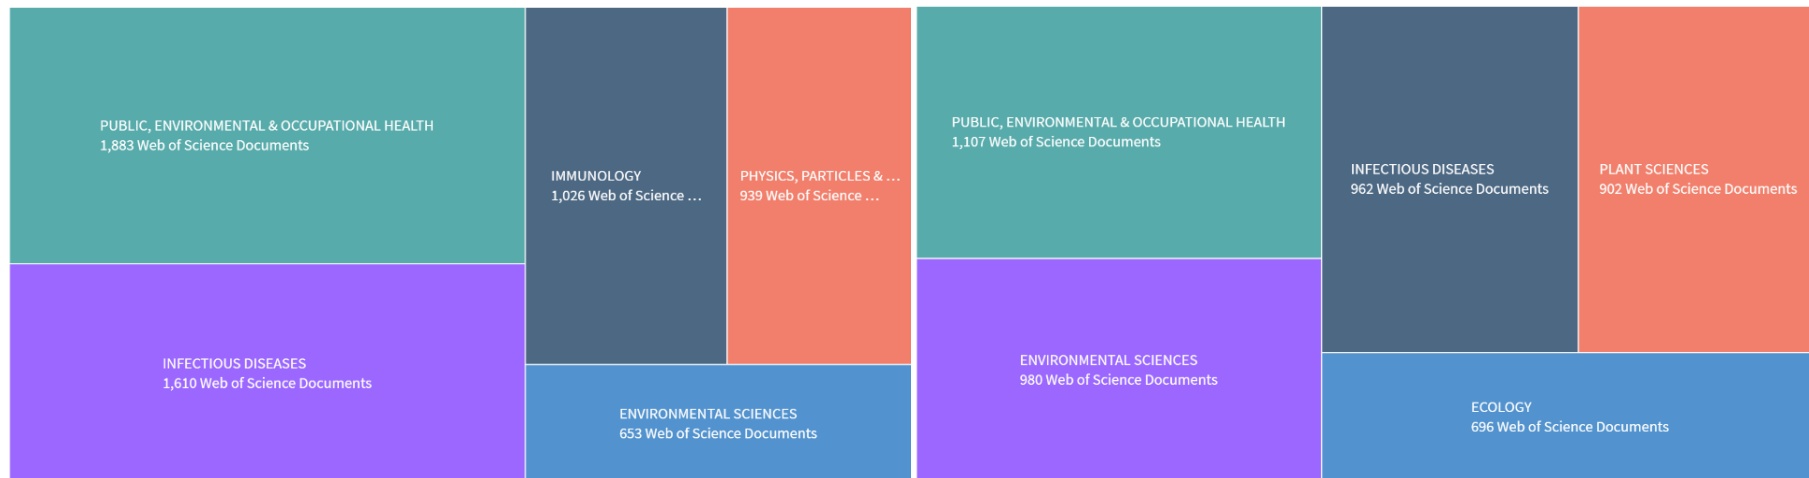 PUBLIC, ENVIRONMENTAL & OCCUPATIONAL HEALTH
1,883 Web of Science Documents
IMMUNOLOGY
1,026 Web of Science ...
PHYSICS, PARTICLES & ...
939 Web of Science ...
INFECTIOUS DISEASES
1,610 Web of Science Documents
ENVIRONMENTAL SCIENCES
653 Web of Science Documents
PUBLIC, ENVIRONMENTAL & OCCUPATIONAL HEALTH
1,107 Web of Science Documents
INFECTIOUS DISEASES
962 Web of Science Documents
PLANT SCIENCES
902 Web of Science Documents
ENVIRONMENTAL SCIENCES
980 Web of Science Documents
ECOLOGY
696 Web of Science Documents